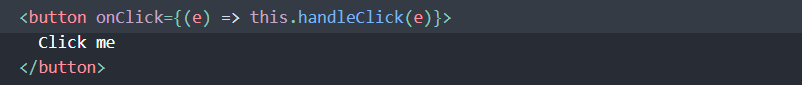 <button onClick={(e) => this.handleClick(e)}>
  Click me
</button>